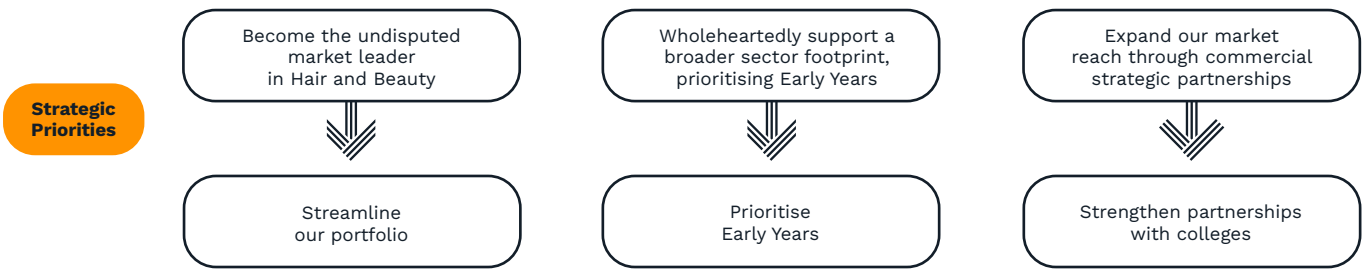 Become the undisputed
market leader
in Hair and Beauty
Wholeheartedly support a
broader sector footprint,
prioritising Early Years
Expand our market
reach through commercial
strategic partnerships
Strategic
Priorities
Streamline
our portfolio
Prioritise
Early Years
Strengthen partnerships
with colleges